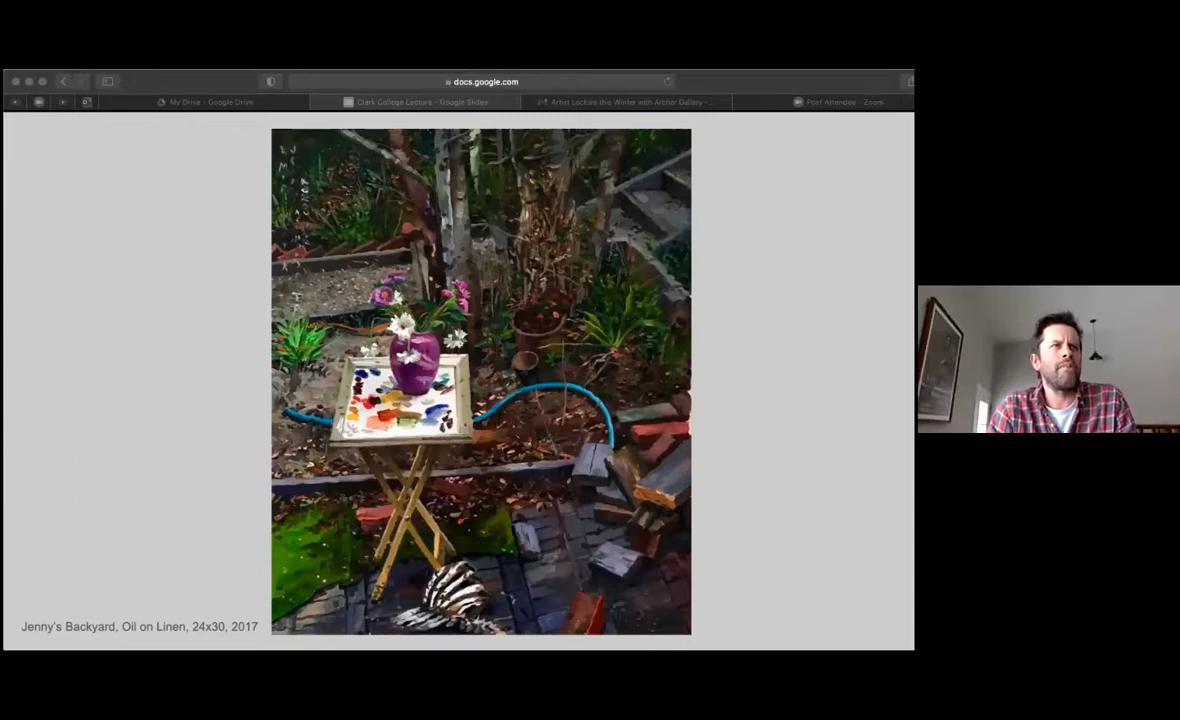 docs.google.com
My Drive - Google Drive
Clark College Lecture - Google Slides
Artist Lecture this Winter with Archer Gallery -...
Post Attendee - Zoom
Jenny's Backyard, Oil on Linen, 24x30, 2017